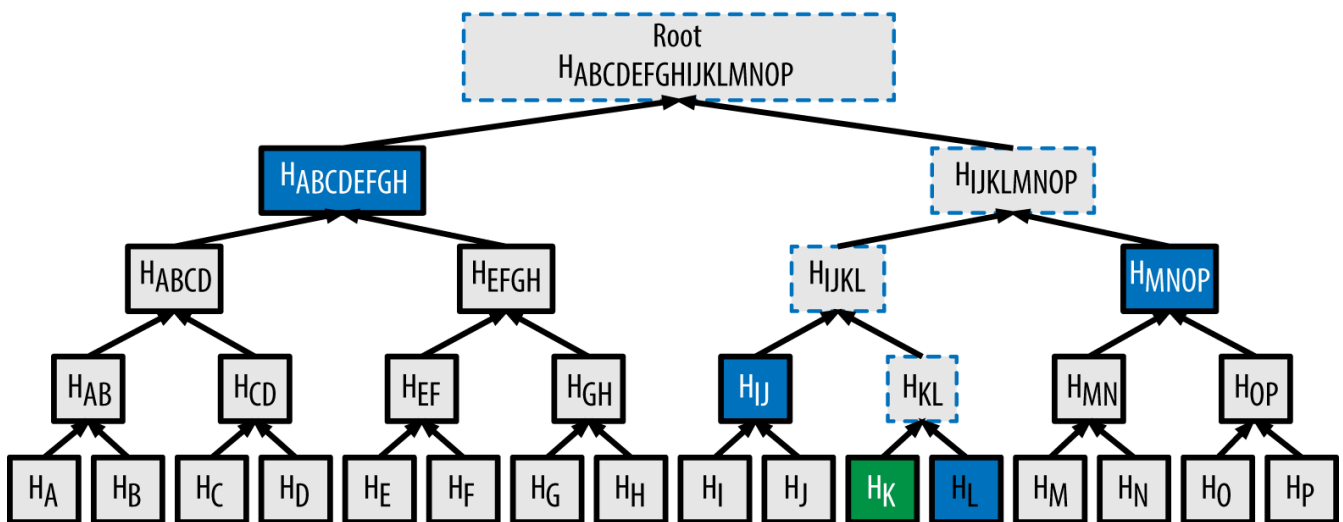 Root
HABCDEFGHIJKLMNOP
HABCDEFGH
HIJKLMNOP
HABCD
HEFGH
HIJKL
HMNOP
HAB
HCD
HEF
HGH
HIJ
HKL
HMN
HOP
HA
HB
HC
HD
HE
HF
HG
HH
HI
HJ
HK
HL
HM
HN
HO
HP